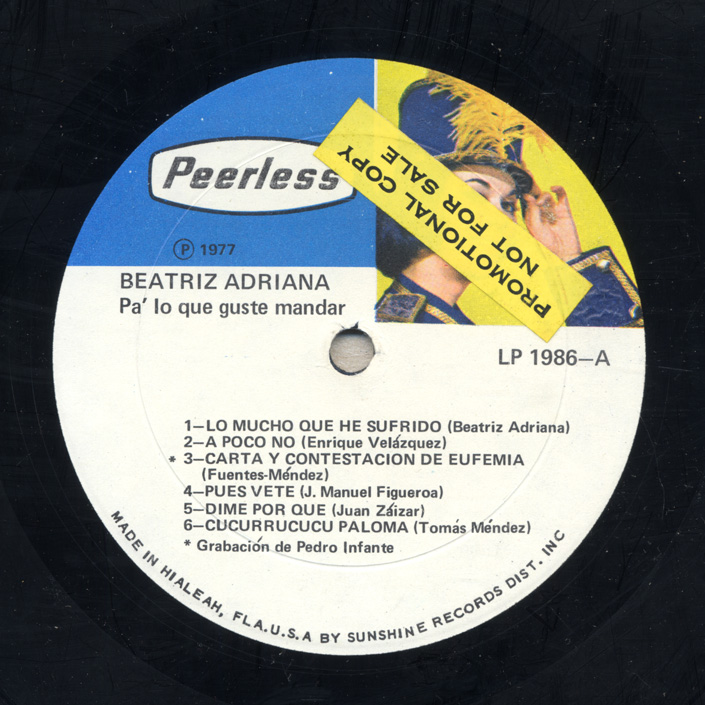 Peerless
PROMOTIONAL COPY
NOT FOR SALE
Ⓟ 1977
BEATRIZ ADRIANA
Pa' lo que guste mandar
LP 1986–A
1–LO MUCHO QUE HE SUFRIDO (Beatriz Adriana)
2–A POCO NO (Enrique Velázquez)
* 3–CARTA Y CONTESTACION DE EUFEMIA
(Fuentes-Méndez)
4–PUES VETE (J. Manuel Figueroa)
5–DIME POR QUE (Juan Záizar)
6–CUCURRUCUCU PALOMA (Tomás Méndez)
* Grabación de Pedro Infante
MADE IN HIALEAH, FLA.U.S.A BY SUNSHINE RECORDS DIST. INC